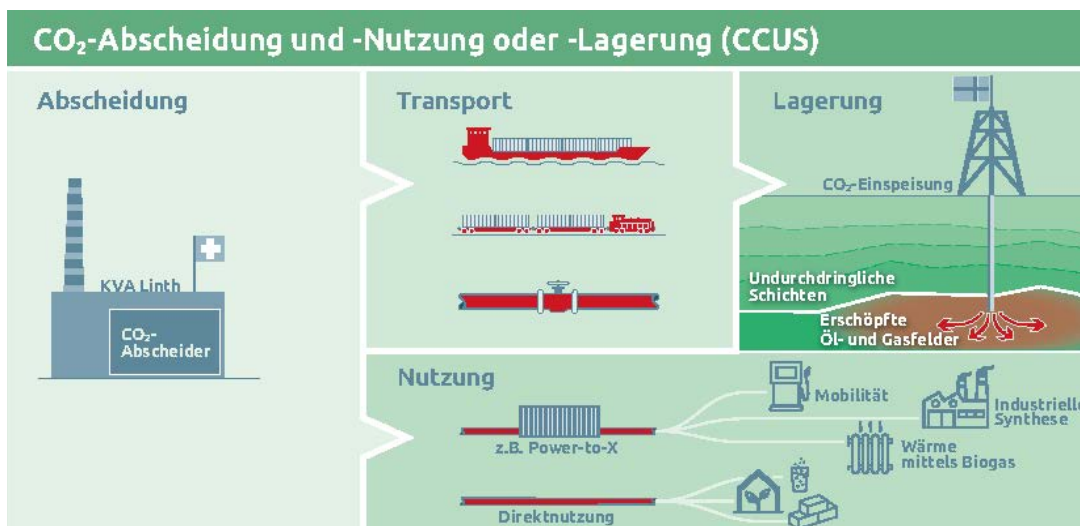 CO₂-Abscheidung und -Nutzung oder -Lagerung (CCUS)
Abscheidung
KVA Linth
CO₂-
Abscheider
Transport
Lagerung
CO₂-Einspeisung
Undurchdringliche
Schichten
Erschöpfte
Öl- und Gasfelder
Nutzung
z.B. Power-to-X
Mobilität
Industrielle
Synthese
Wärme
mittels Biogas
Direktnutzung